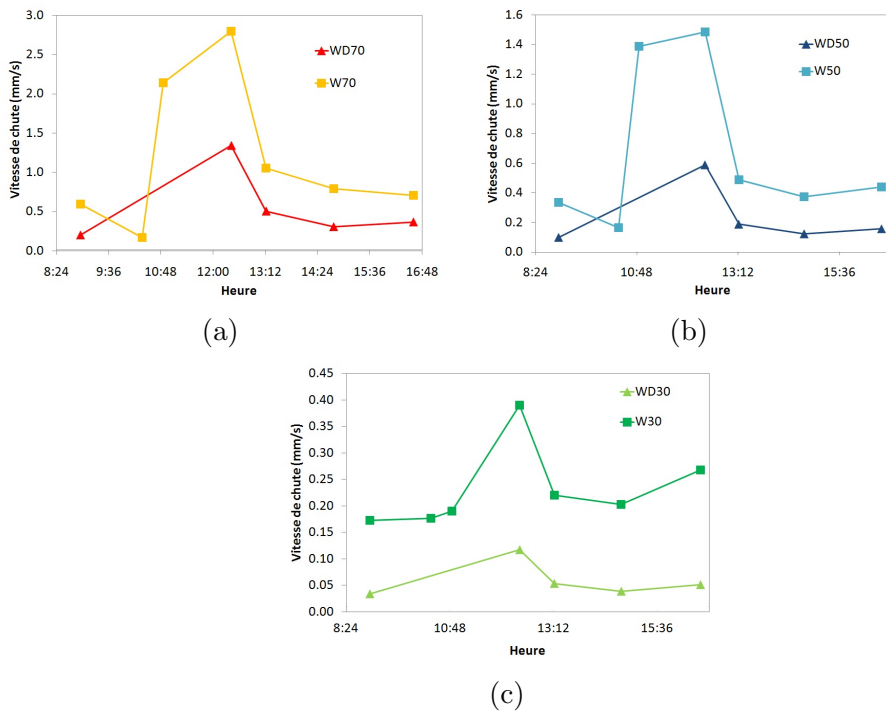 3.0
2.5
2.0
1.5
1.0
0.5
0.0
Vitesse de chute (mm/s)
WD70
W70
8:24 9:36 10:48 12:00 13:12 14:24 15:36 16:48
Heure
(a)
1.6
1.4
1.2
1.0
0.8
0.6
0.4
0.2
0.0
Vitesse de chute (mm/s)
WD50
W50
8:24 10:48 13:12 15:36
Heure
(b)
0.45
0.40
0.35
0.30
0.25
0.20
0.15
0.10
0.05
0.00
Vitesse de chute (mm/s)
WD30
W30
8:24 10:48 13:12 15:36
Heure
(c)